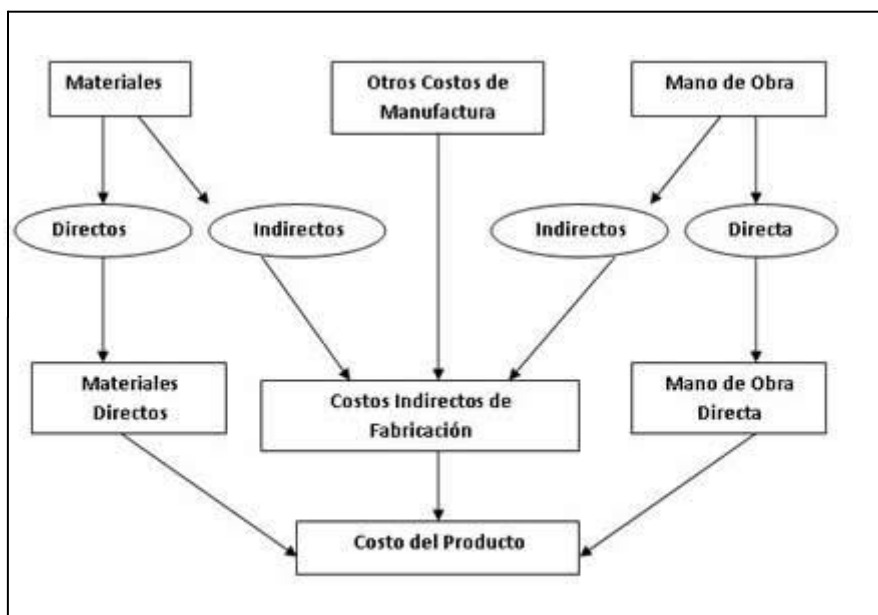 Materiales
Otros Costos de
Manufactura
Mano de Obra
Directos
Indirectos
Indirectos
Directa
Materiales
Directos
Costos Indirectos de
Fabricación
Mano de Obra
Directa
Costo del Producto